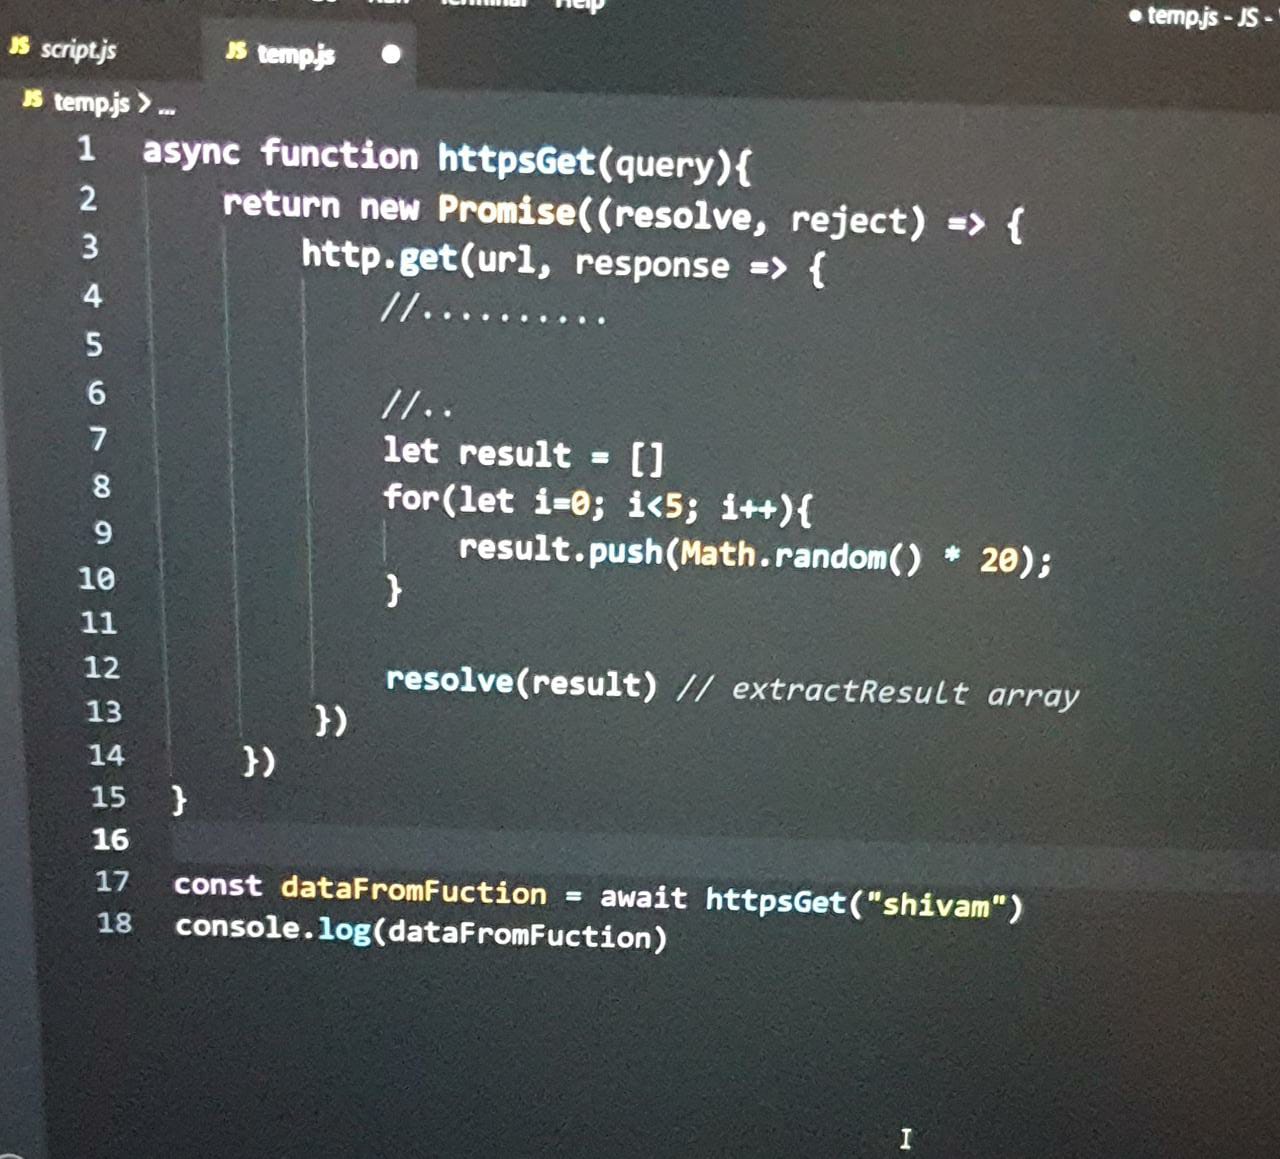 Terminal Help
temp.js - JS -
JS script.js
JS temp.js
JS temp.js > ...
1 async function httpsGet(query){
2 return new Promise((resolve, reject) => {
3 http.get(url, response => {
4 //..........
5
6 //..
7 let result = []
8 for(let i=0; i<5; i++){
9 result.push(Math.random() * 20);
10 }
11
12 resolve(result) // extractResult array
13 })
14 })
15 }
16
17 const dataFromFuction = await httpsGet("shivam")
18 console.log(dataFromFuction)